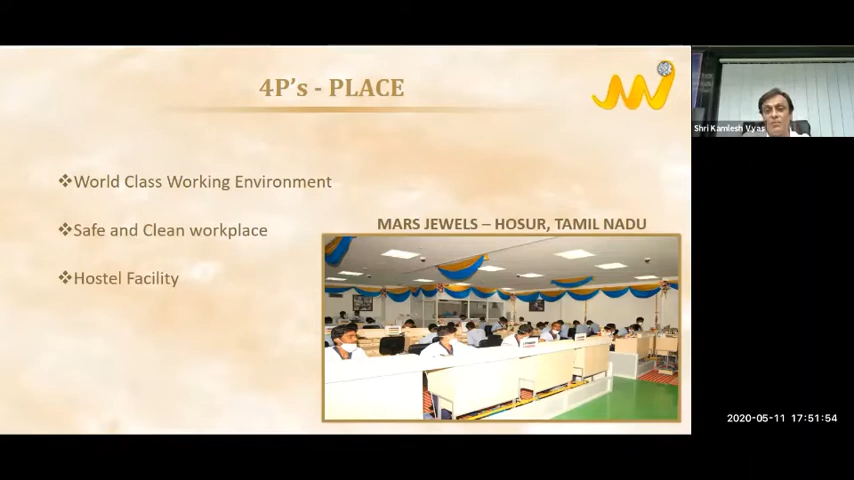 4P's - PLACE
Shri Kamlesh Vyas
❖World Class Working Environment
❖Safe and Clean workplace
❖Hostel Facility
MARS JEWELS – HOSUR, TAMIL NADU
2020-05-11 17:51:54